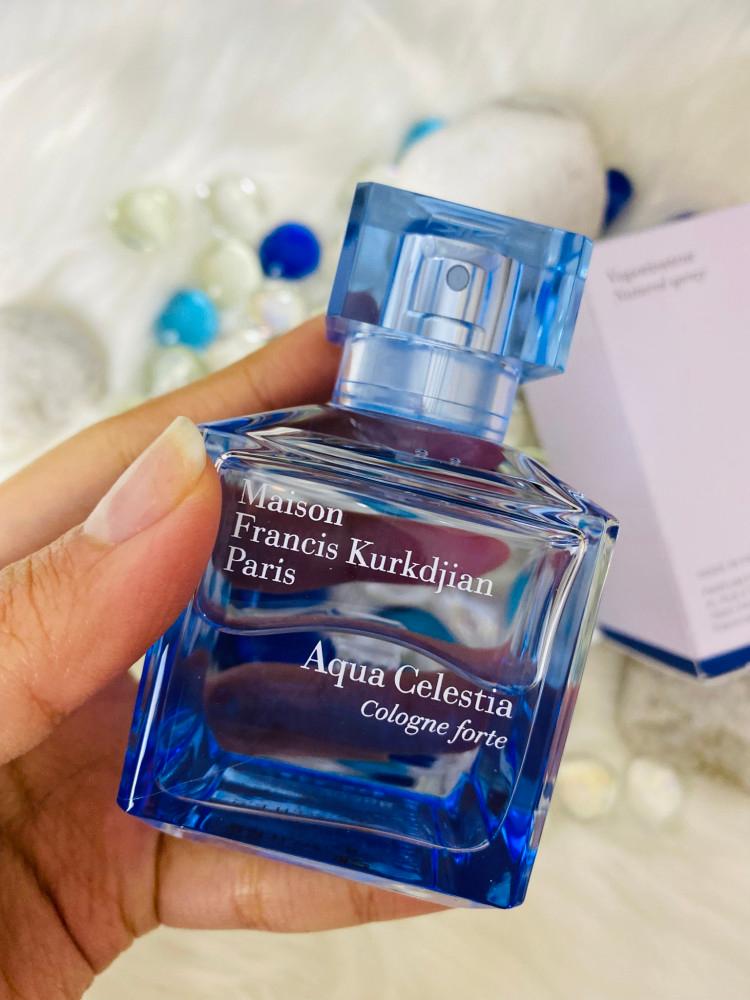 Maison
Francis Kurkdjian
Paris
Aqua Celestia
Cologne forte
Vaporisateur
Natural spray